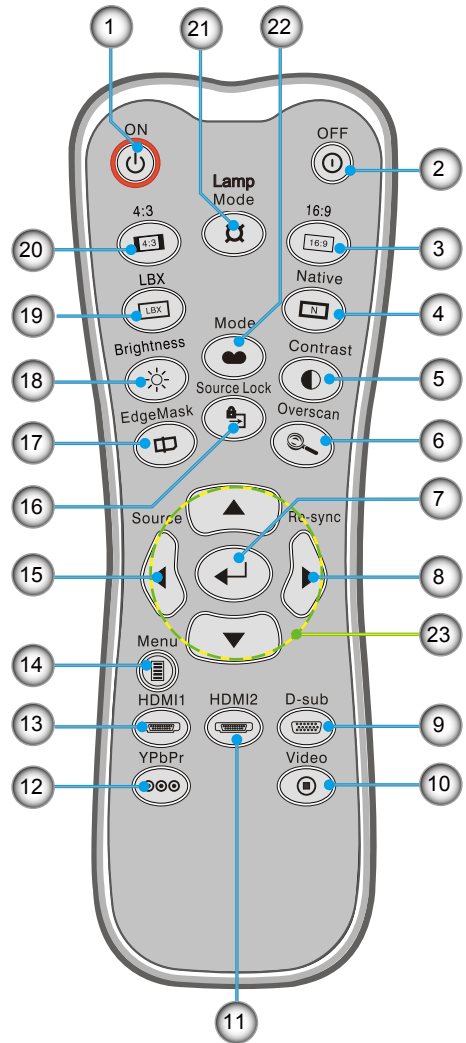 1 21 22
ON OFF
2
Lamp
Mode
4:3 16:9
4:3 16:9
20 3
LBX Native
LBX N
19 4
Mode
Brightness Contrast
18 5
Source Lock
EdgeMask Overscan
17 6
16
7
Source Re-sync
15 8
23
Menu
14
HDMI1 HDMI2 D-sub
13 9
YPbPr Video
12 10
11